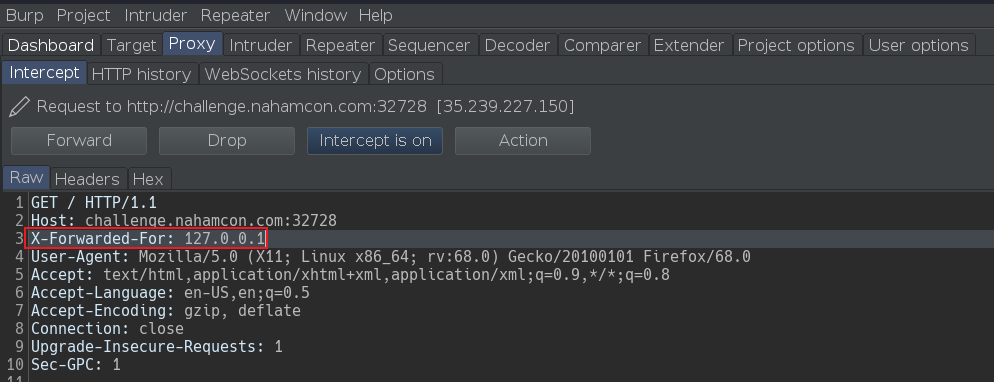 Burp Project Intruder Repeater Window Help
Dashboard Target Proxy Intruder Repeater Sequencer Decoder Comparer Extender Project options User options
Intercept HTTP history WebSockets history Options
Request to http://challenge.nahamcon.com:32728 [35.239.227.150]
Forward Drop Intercept is on Action
Raw Headers Hex
1 GET / HTTP/1.1
2 Host: challenge.nahamcon.com:32728
3 X-Forwarded-For: 127.0.0.1
4 User-Agent: Mozilla/5.0 (X11; Linux x86_64; rv:68.0) Gecko/20100101 Firefox/68.0
5 Accept: text/html,application/xhtml+xml,application/xml;q=0.9,*/*;q=0.8
6 Accept-Language: en-US,en;q=0.5
7 Accept-Encoding: gzip, deflate
8 Connection: close
9 Upgrade-Insecure-Requests: 1
10 Sec-GPC: 1
11